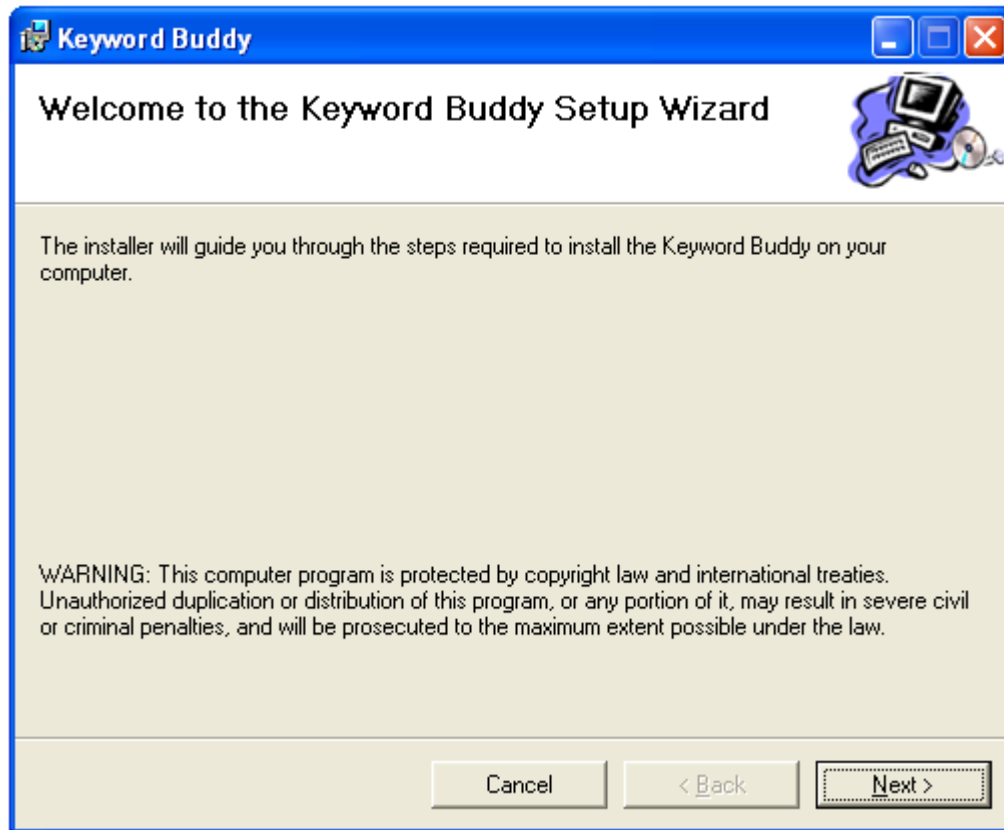 Keyword Buddy
Welcome to the Keyword Buddy Setup Wizard
The installer will guide you through the steps required to install the Keyword Buddy on your
computer.
WARNING: This computer program is protected by copyright law and international treaties.
Unauthorized duplication or distribution of this program, or any portion of it, may result in severe civil
or criminal penalties, and will be prosecuted to the maximum extent possible under the law.
Cancel < Back Next >